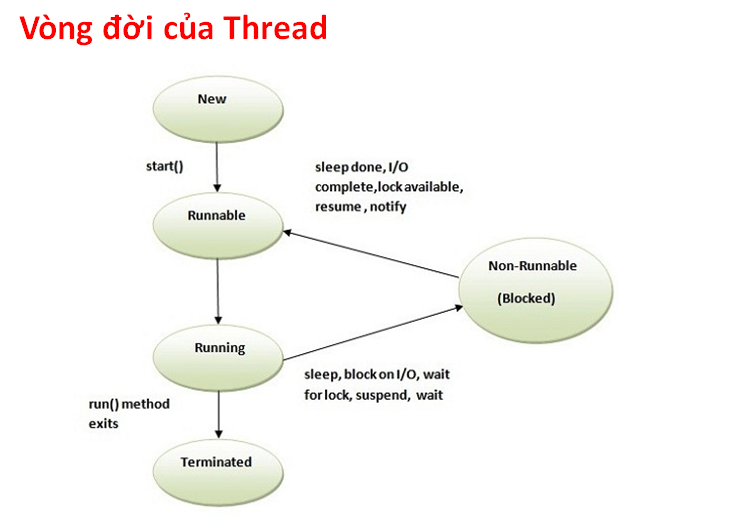 Vòng đời của Thread
New
start()
sleep done, I/O
complete,lock available,
resume , notify
Runnable
Non-Runnable
(Blocked)
Running
sleep, block on I/O, wait
for lock, suspend, wait
run() method
exits
Terminated